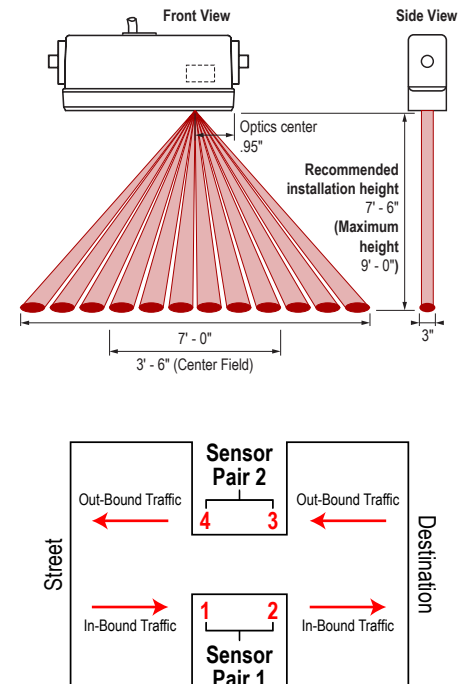 Front View
Side View
Optics center
.95"
Recommended
installation height
7' - 6"
(Maximum
height
9' - 0")
7' - 0"
3"
3' - 6" (Center Field)
Sensor
Pair 2
Out-Bound Traffic
4
3
Out-Bound Traffic
Street
Destination
In-Bound Traffic
1
2
In-Bound Traffic
Sensor
Pair 1